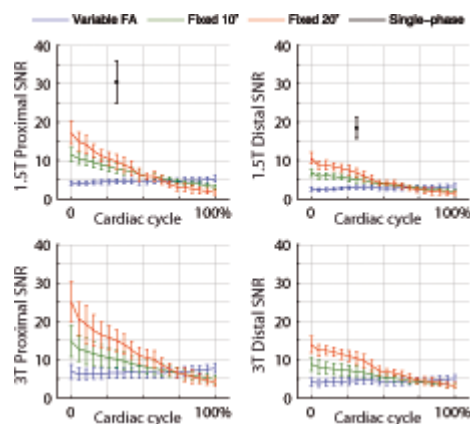 Variable FA Fixed 10° Fixed 20° Single-phase
40
30
20
10
0
1.5T Proximal SNR
0 Cardiac cycle 100%
40
30
20
10
0
1.5T Distal SNR
0 Cardiac cycle 100%
40
30
20
10
0
3T Proximal SNR
0 Cardiac cycle 100%
40
30
20
10
0
3T Distal SNR
0 Cardiac cycle 100%